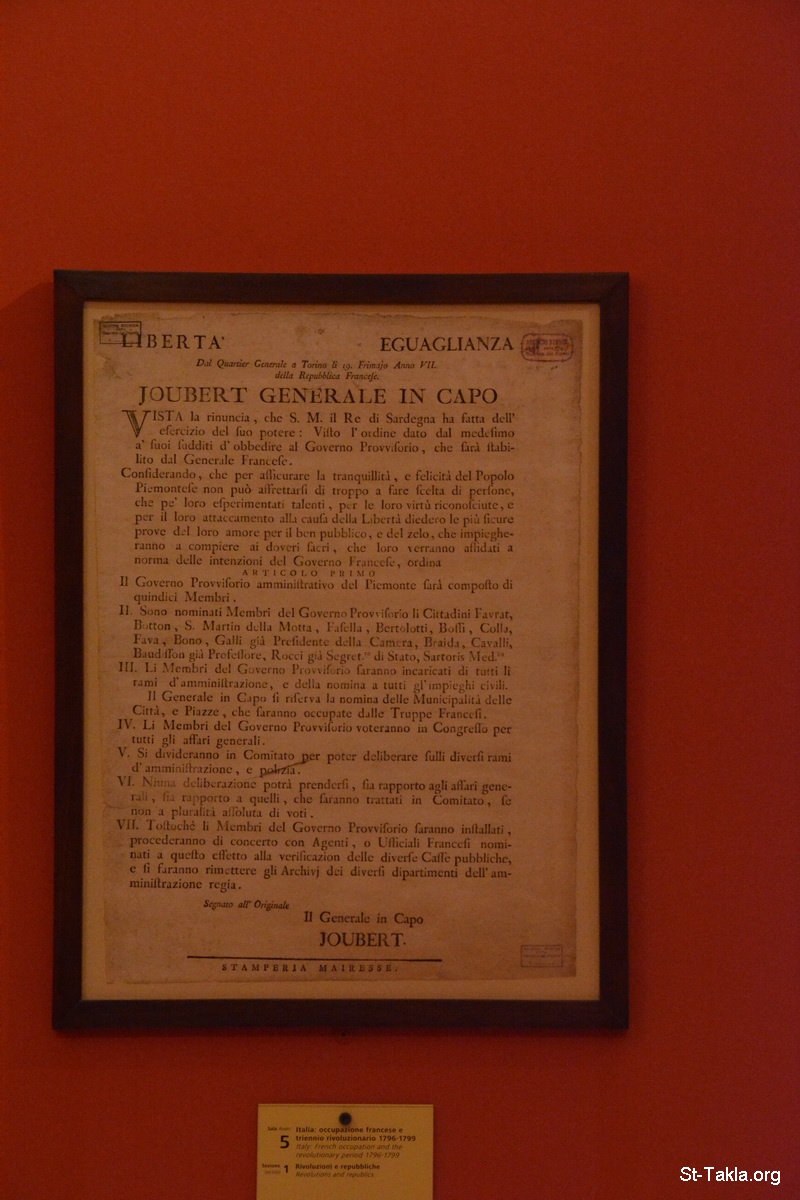 LIBERTA' EGUAGLIANZA
Dal Quartier Generale a Torino li 19. Frimajo Anno VII.
della Repubblica Francese.
JOUBERT GENERALE IN CAPO
VISTA la rinuncia, che S. M. il Re di Sardegna ha fatta dell'
eſercizio del ſuo potere: Viſto l'ordine dato dal medeſimo
a' ſuoi ſudditi d'obbedire al Governo Provviſorio, che ſarà ſtabi-
lito dal Generale Franceſe.
Conſiderando, che per aſſicurare la tranquillità, e felicità del Popolo
Piemonteſe non può affrettarſi di troppo a fare ſcelta di perſone,
che pe' loro eſperimentati talenti, per le loro virtù riconoſciute, e
per il loro attaccamento alla cauſa della Libertà diedero le più ſicure
prove del loro amore per il ben pubblico, e del zelo, che impieghe-
ranno a compiere ai doveri ſacri, che loro verranno affidati a
norma delle intenzioni del Governo Franceſe, ordina
ARTICOLO PRIMO
Il Governo Provviſorio amminiſtrativo del Piemonte ſarà compoſto di
quindici Membri.
II. Sono nominati Membri del Governo Provviſorio li Cittadini Favrat,
Botton, S. Martin della Motta, Faſella, Bertolotti, Boſſi, Colla,
Fava, Bono, Galli già Preſidente della Camera, Braida, Cavalli,
Baudiſſon già Profeſſore, Rocci già Segret.ro di Stato, Sartoris Med.co
III. Li Membri del Governo Provviſorio ſaranno incaricati di tutti li
rami d'amminiſtrazione, e della nomina a tutti gl'impieghi civili.
Il Generale in Capo ſi riſerva la nomina delle Municipalità delle
Città, e Piazze, che ſaranno occupate dalle Truppe Franceſi.
IV. Li Membri del Governo Provviſorio voteranno in Congreſſo per
tutti gli affari generali.
V. Si divideranno in Comitato per poter deliberare ſulli diverſi rami
d'amminiſtrazione, e polizia.
VI. Niuna deliberazione potrà prenderſi, ſia rapporto agli affari gene-
rali, ſia rapporto a quelli, che ſaranno trattati in Comitato, ſe
non a pluralità aſſoluta di voti.
VII. Toſtuchè li Membri del Governo Provviſorio ſaranno inſtallati,
procederanno di concerto con Agenti, o Ufficiali Franceſi nomi-
nati a queſto effetto alla verificazion delle diverſe Caſſe pubbliche,
e ſi faranno rimettere gli Archivj dei diverſi dipartimenti dell'am-
miniſtrazione regia.
Segnato all'Originale
Il Generale in Capo
JOUBERT.
STAMPERIA MAIRESSE.
Sala Room 5
Italia: occupazione francese e
triennio rivoluzionario 1796-1799
Italy: French occupation and the
revolutionary period 1796-1799
1 Rivoluzioni e repubbliche
Revolutions and republics
St-Takla.org